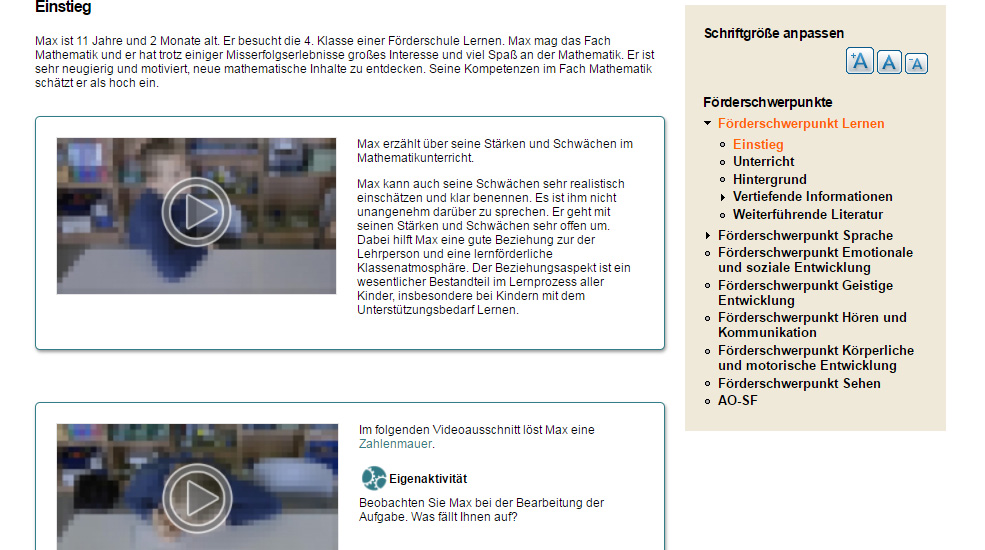 Einstieg
Max ist 11 Jahre und 2 Monate alt. Er besucht die 4. Klasse einer Förderschule Lernen. Max mag das Fach
Mathematik und er hat trotz einiger Misserfolgserlebnisse großes Interesse und viel Spaß an der Mathematik. Er ist
sehr neugierig und motiviert, neue mathematische Inhalte zu entdecken. Seine Kompetenzen im Fach Mathematik
schätzt er als hoch ein.
Max erzählt über seine Stärken und Schwächen im
Mathematikunterricht.
Max kann auch seine Schwächen sehr realistisch
einschätzen und klar benennen. Es ist ihm nicht
unangenehm darüber zu sprechen. Er geht mit
seinen Stärken und Schwächen sehr offen um.
Dabei hilft Max eine gute Beziehung zur der
Lehrperson und eine lernförderliche
Klassenatmosphäre. Der Beziehungsaspekt ist ein
wesentlicher Bestandteil im Lernprozess aller
Kinder, insbesondere bei Kindern mit dem
Unterstützungsbedarf Lernen.
Im folgenden Videoausschnitt löst Max eine
Zahlenmauer.
Eigenaktivität
Beobachten Sie Max bei der Bearbeitung der
Aufgabe. Was fällt Ihnen auf?
Schriftgröße anpassen
+A A -A
Förderschwerpunkte
Förderschwerpunkt Lernen
Einstieg
Unterricht
Hintergrund
Vertiefende Informationen
Weiterführende Literatur
Förderschwerpunkt Sprache
Förderschwerpunkt Emotionale
und soziale Entwicklung
Förderschwerpunkt Geistige
Entwicklung
Förderschwerpunkt Hören und
Kommunikation
Förderschwerpunkt Körperliche
und motorische Entwicklung
Förderschwerpunkt Sehen
AO-SF